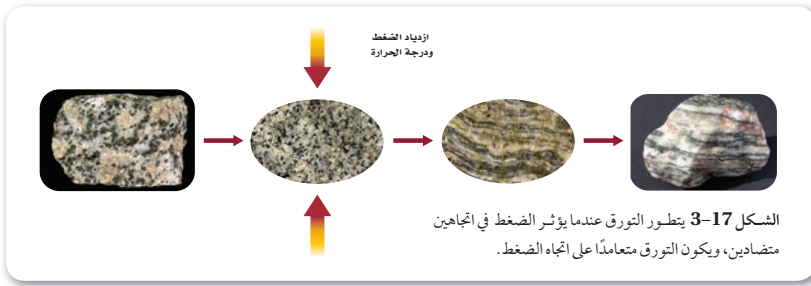 ازدياد الضغط
ودرجة الحرارة
الشكل 17-3 يتطور التورق عندما يؤثر الضغط في اتجاهين
متضادين، ويكون التورق متعامدًا على اتجاه الضغط.